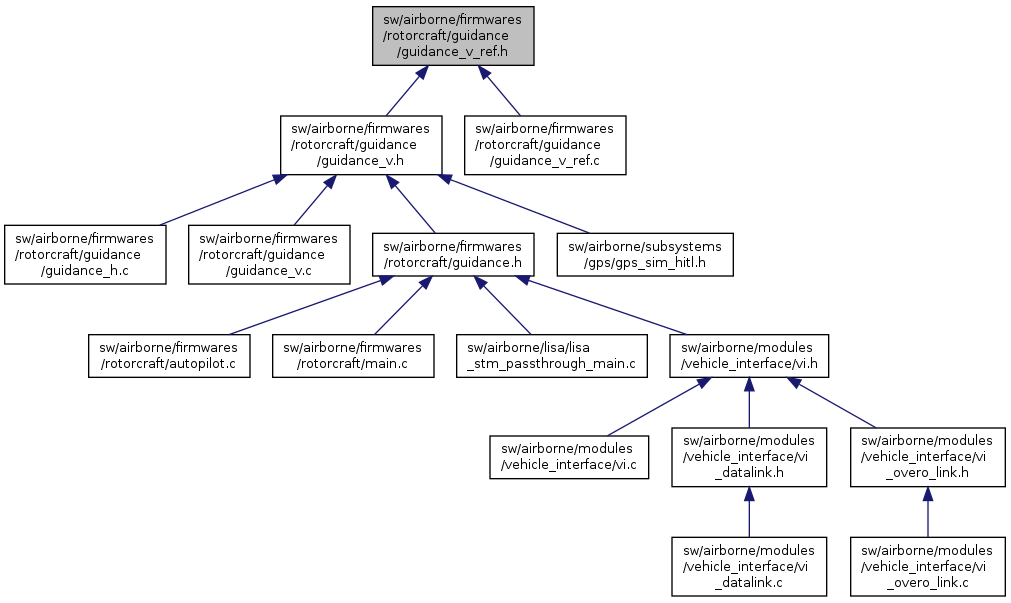 sw/airborne/firmwares
/rotorcraft/guidance
/guidance_v_ref.h
sw/airborne/firmwares
/rotorcraft/guidance
/guidance_v.h
sw/airborne/firmwares
/rotorcraft/guidance
/guidance_v_ref.c
sw/airborne/firmwares
/rotorcraft/guidance
/guidance_h.c
sw/airborne/firmwares
/rotorcraft/guidance
/guidance_v.c
sw/airborne/firmwares
/rotorcraft/guidance.h
sw/airborne/subsystems
/gps/gps_sim_hitl.h
sw/airborne/firmwares
/rotorcraft/autopilot.c
sw/airborne/firmwares
/rotorcraft/main.c
sw/airborne/lisa/lisa
_stm_passthrough_main.c
sw/airborne/modules
/vehicle_interface/vi.h
sw/airborne/modules
/vehicle_interface/vi.c
sw/airborne/modules
/vehicle_interface/vi
_datalink.h
sw/airborne/modules
/vehicle_interface/vi
_overo_link.h
sw/airborne/modules
/vehicle_interface/vi
_datalink.c
sw/airborne/modules
/vehicle_interface/vi
_overo_link.c